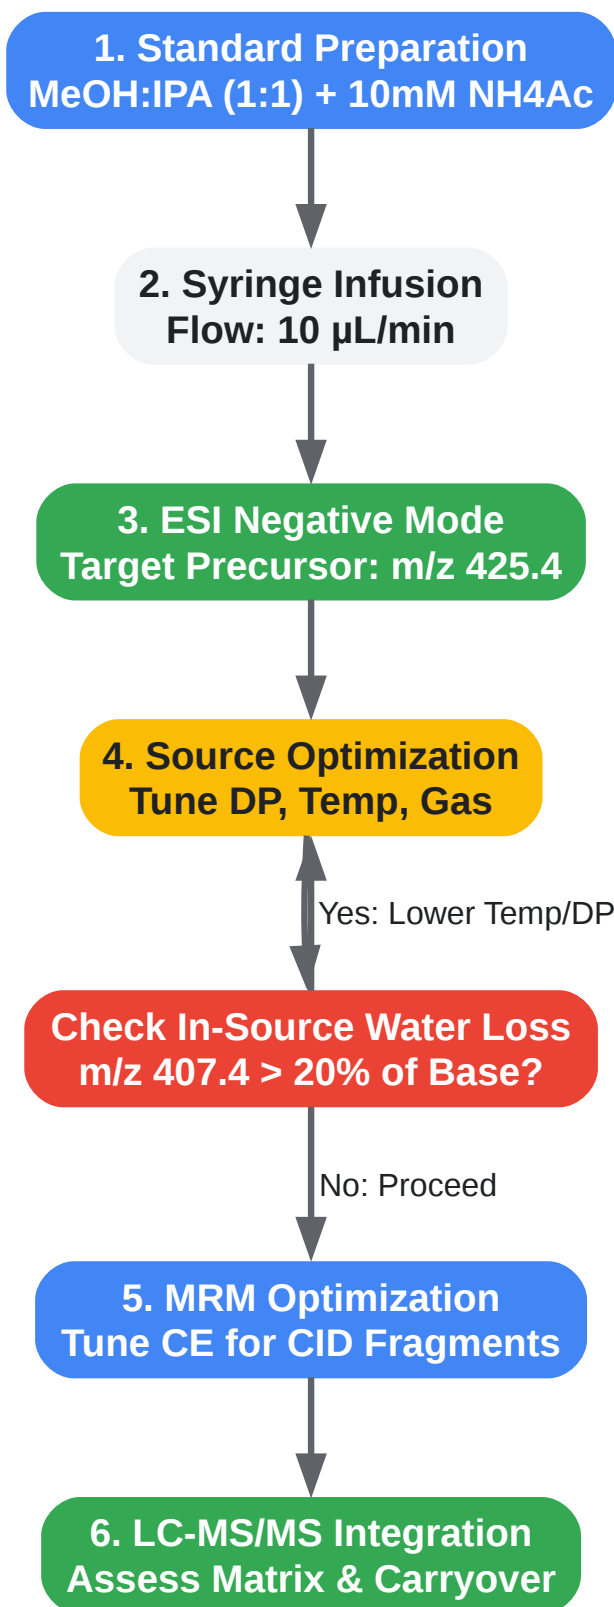 1. Standard Preparation
MeOH:IPA (1:1) + 10mM NH4Ac
2. Syringe Infusion
Flow: 10 µL/min
3. ESI Negative Mode
Target Precursor: m/z 425.4
4. Source Optimization
Tune DP, Temp, Gas
Yes: Lower Temp/DP
Check In-Source Water Loss
m/z 407.4 > 20% of Base?
No: Proceed
5. MRM Optimization
Tune CE for CID Fragments
6. LC-MS/MS Integration
Assess Matrix & Carryover